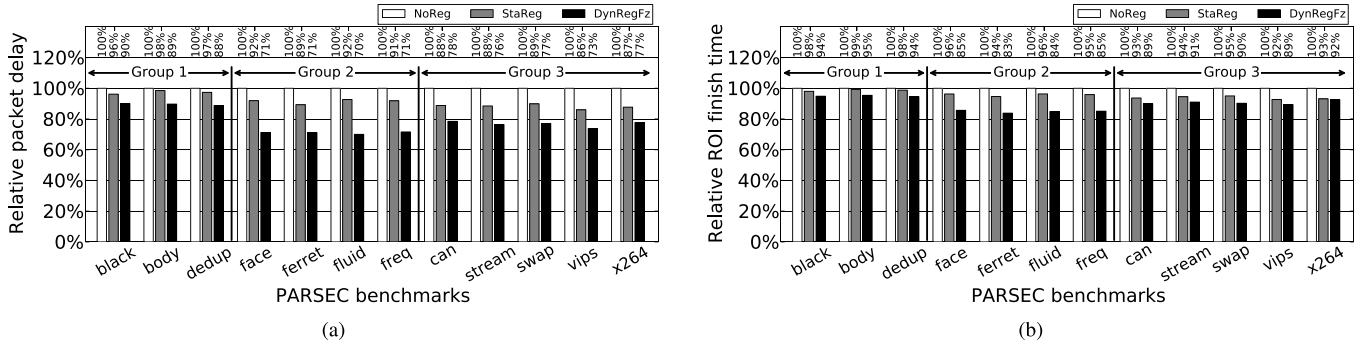 NoReg StaReg DynRegFz
100% 96% 90% 100% 98% 89% 100% 97% 88% 100% 92% 71% 100% 89% 71% 100% 92% 70% 100% 91% 71% 100% 88% 78% 100% 88% 76% 100% 89% 77% 100% 86% 73% 100% 87% 77%
Relative packet delay
120%
Group 1 Group 2 Group 3
100%
80%
60%
40%
20%
0%
black body dedup face ferret fluid freq can stream swap vips x264
PARSEC benchmarks
(a)
NoReg StaReg DynRegFz
100% 98% 94% 100% 99% 95% 100% 98% 94% 100% 96% 85% 100% 94% 83% 100% 96% 84% 100% 95% 85% 100% 93% 89% 100% 94% 91% 100% 95% 90% 100% 92% 89% 100% 93% 92%
Relative ROI finish time
120%
Group 1 Group 2 Group 3
100%
80%
60%
40%
20%
0%
black body dedup face ferret fluid freq can stream swap vips x264
PARSEC benchmarks
(b)